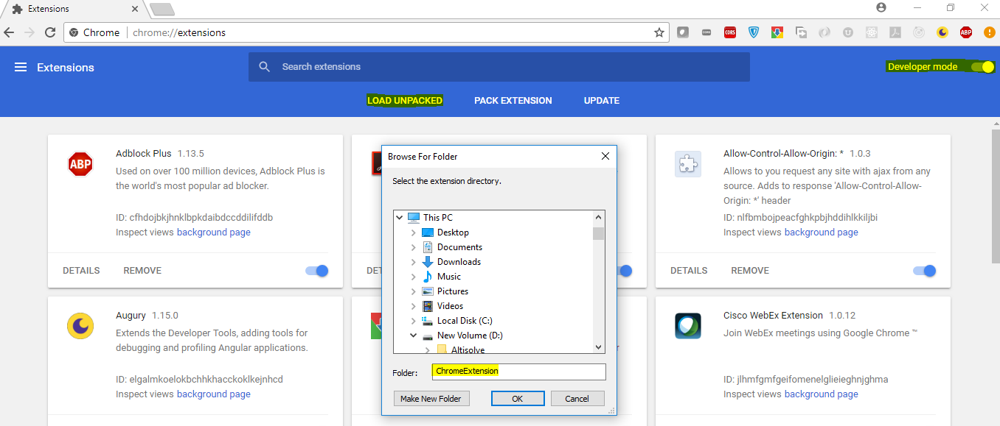 Extensions
Chrome chrome://extensions
CORS
ABP
Extensions
Search extensions
Developer mode
LOAD UNPACKED PACK EXTENSION UPDATE
ABP
Adblock Plus 1.13.5
Used on over 100 million devices, Adblock Plus is
the world's most popular ad blocker.
ID: cfhdojbkjhnklbpkdaibdccddilifddb
Inspect views background page
DETAILS REMOVE
Browse For Folder
Select the extension directory.
This PC
Desktop
Documents
Downloads
Music
Pictures
Videos
Local Disk (C:)
New Volume (D:)
Altisolve
Folder: ChromeExtension
Make New Folder OK Cancel
DET
Allow-Control-Allow-Origin: * 1.0.3
Allows to you request any site with ajax from any
source. Adds to response 'Allow-Control-Allow-
Origin: *' header
ID: nlfbmbojpeacfghkpbjhddihlkkiljbi
Inspect views background page
DETAILS REMOVE
Augury 1.15.0
Extends the Developer Tools, adding tools for
debugging and profiling Angular applications.
ID: elgalmkoelokbchhkhacckoklkejnhcd
Inspect views background page
Cisco WebEx Extension 1.0.12
Join WebEx meetings using Google Chrome ™
ID: jlhmfgmfgeifomenelglieieghnjghma
Inspect views background page